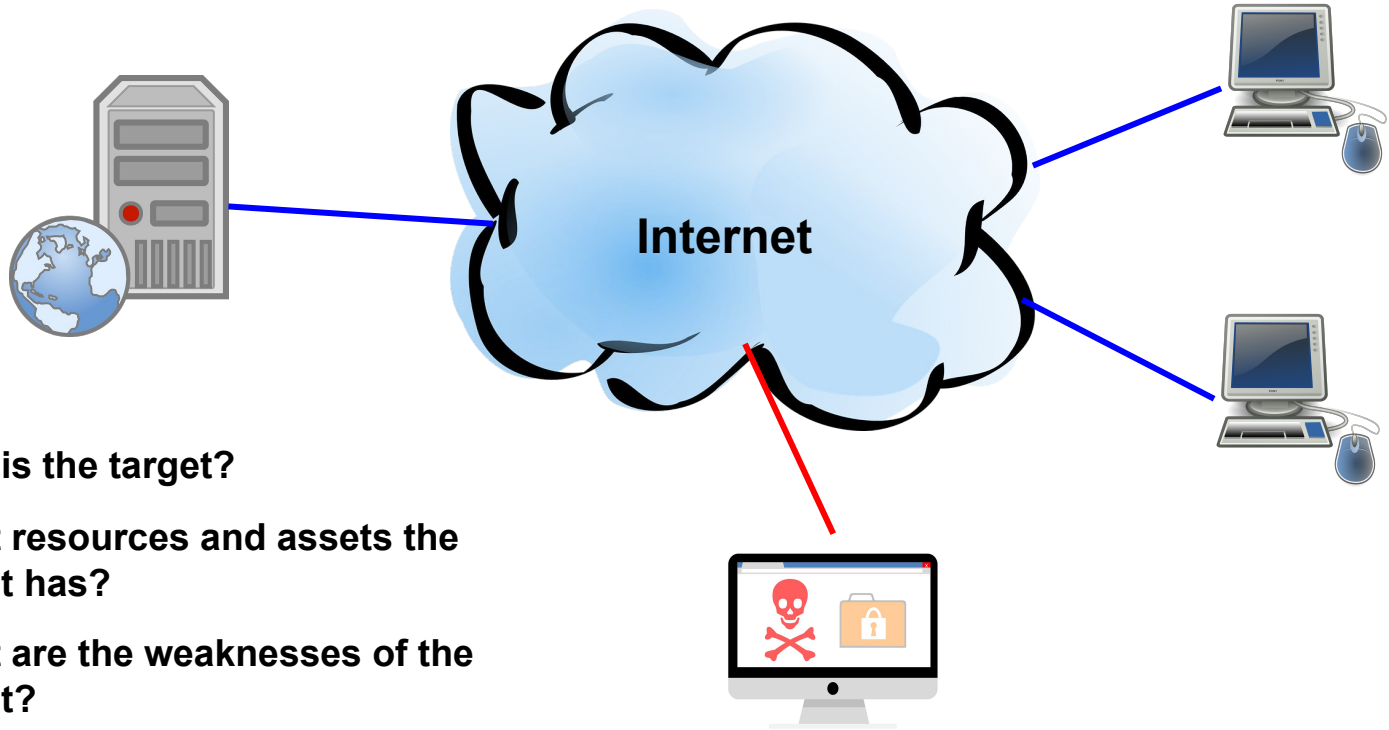 Internet
is the target?
resources and assets the
t has?
are the weaknesses of the
t?